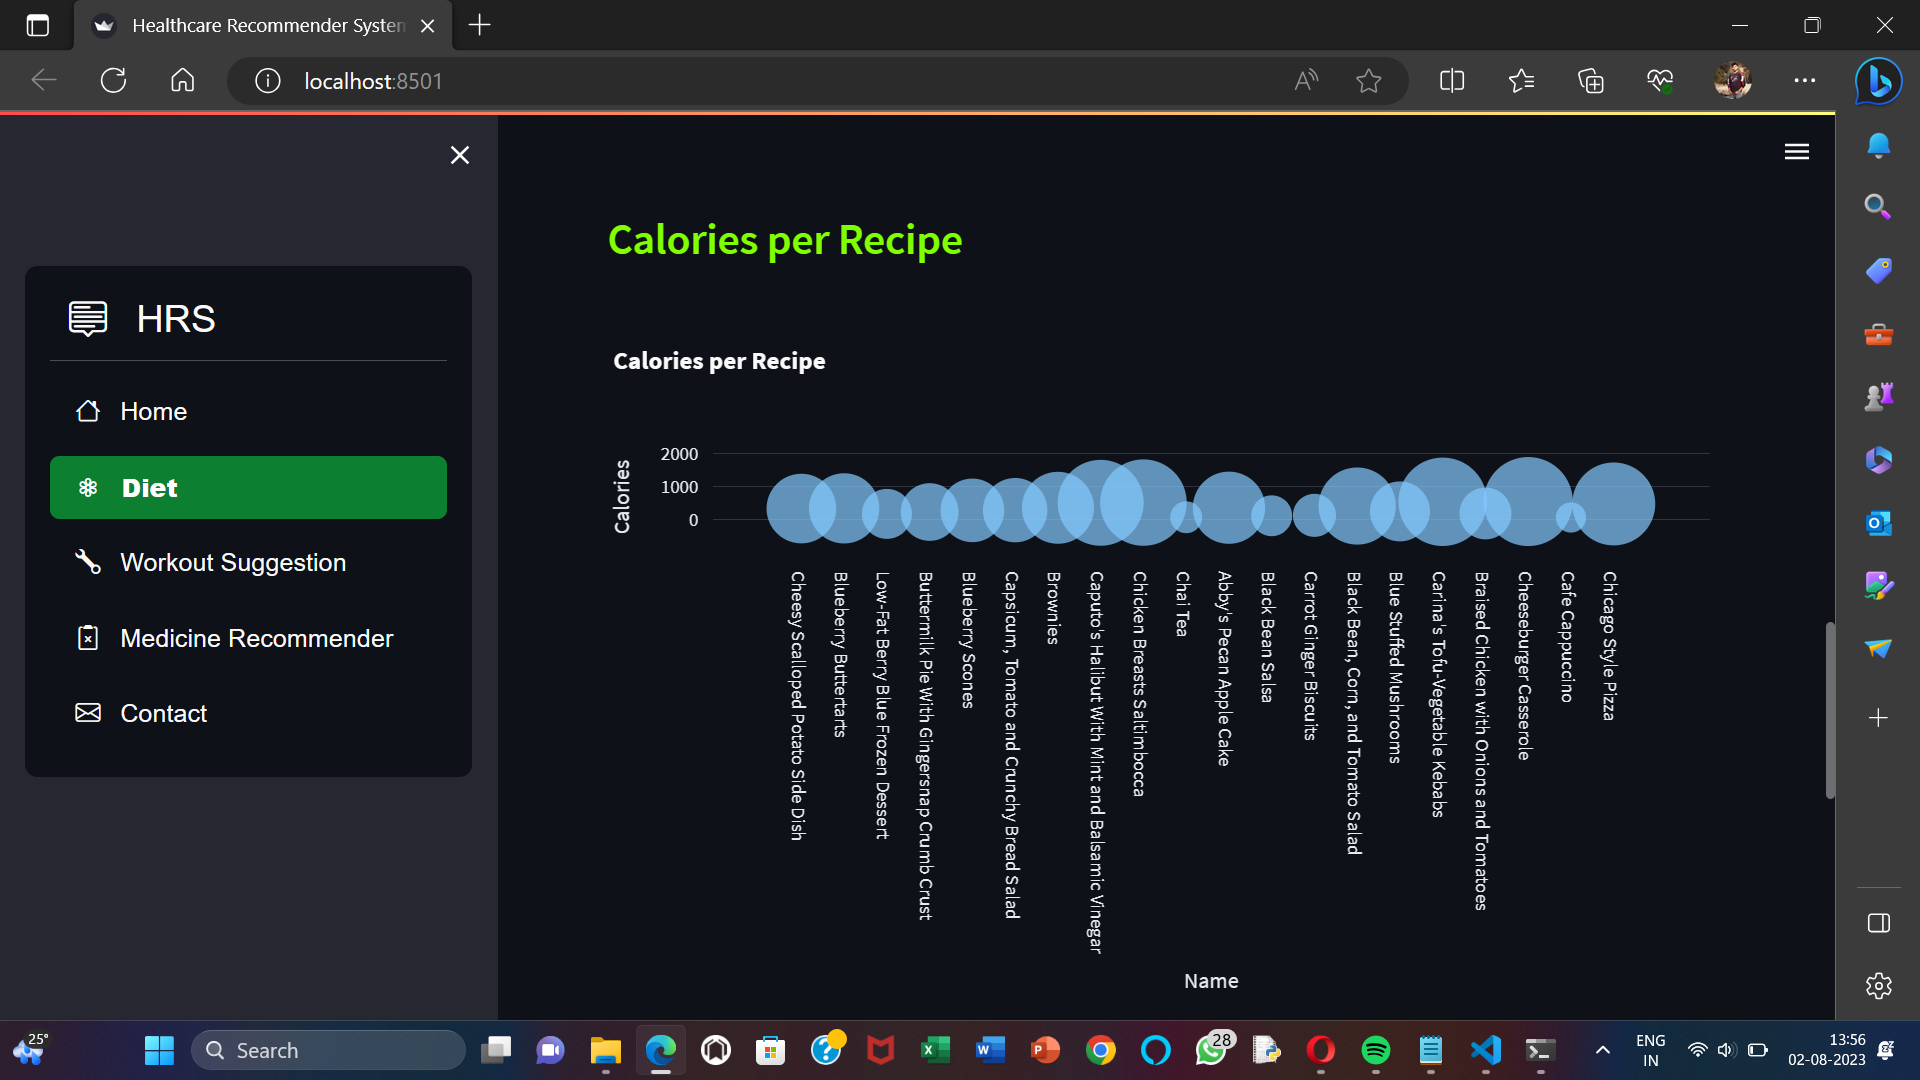 Healthcare Recommender System
localhost:8501
HRS
Home
Diet
Workout Suggestion
Medicine Recommender
Contact
Calories per Recipe
Calories per Recipe
Calories
2000
1000
0
Cheesy Scalloped Potato Side Dish
Blueberry Buttertarts
Low-Fat Berry Blue Frozen Dessert
Buttermilk Pie With Gingersnap Crumb Crust
Blueberry Scones
Capsicum, Tomato and Crunchy Bread Salad
Brownies
Caputo's Halibut With Mint and Balsamic Vinegar
Chicken Breasts Saltimbocca
Chai Tea
Abby's Pecan Apple Cake
Black Bean Salsa
Carrot Ginger Biscuits
Black Bean, Corn, and Tomato Salad
Blue Stuffed Mushrooms
Carina's Tofu-Vegetable Kebabs
Braised Chicken with Onions and Tomatoes
Cheeseburger Casserole
Cafe Cappuccino
Chicago Style Pizza
Name
25°
Search
28
ENG
IN
13:56
02-08-2023